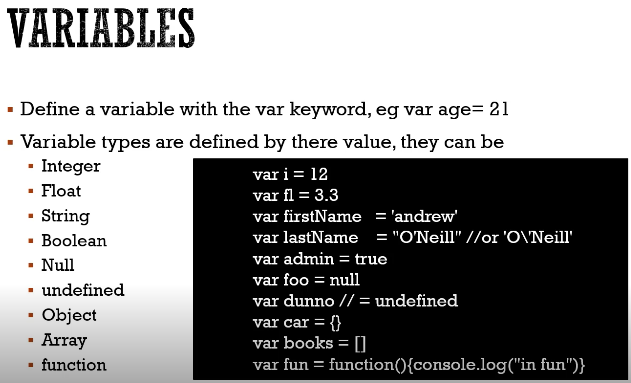 VARIABLES
Define a variable with the var keyword, eg var age= 21
Variable types are defined by there value, they can be
Integer
Float
String
Boolean
Null
undefined
Object
Array
function
var i = 12
var fl = 3.3
var firstName = 'andrew'
var lastName = "O'Neill" //or 'O\'Neill'
var admin = true
var foo = null
var dunno // = undefined
var car = {}
var books = []
var fun = function(){console.log("in fun")}